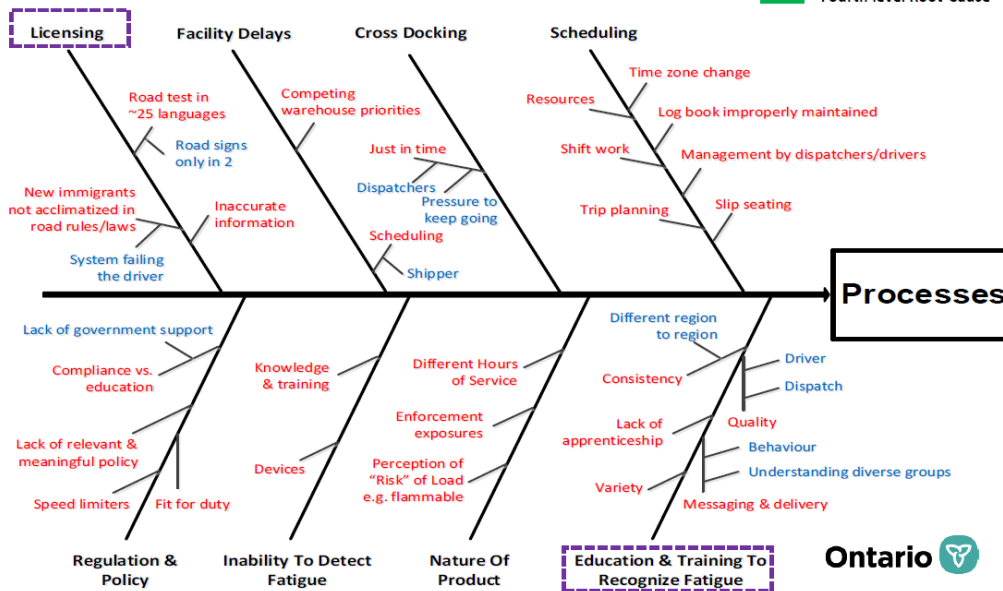 Fourth level Root Cause
Licensing
Facility Delays
Cross Docking
Scheduling
Road test in
~25 languages
Road signs
only in 2
New immigrants
not acclimatized in
road rules/laws
Inaccurate
information
System failing
the driver
Competing
warehouse priorities
Scheduling
Shipper
Just in time
Dispatchers
Pressure to
keep going
Time zone change
Resources
Log book improperly maintained
Shift work
Management by dispatchers/drivers
Trip planning
Slip seating
Processes
Lack of government support
Compliance vs.
education
Lack of relevant &
meaningful policy
Speed limiters
Fit for duty
Knowledge
& training
Devices
Different Hours
of Service
Enforcement
exposures
Perception of
“Risk” of Load
e.g. flammable
Different region
to region
Consistency
Driver
Dispatch
Quality
Lack of
apprenticeship
Behaviour
Understanding diverse groups
Variety
Messaging & delivery
Regulation &
Policy
Inability To Detect
Fatigue
Nature Of
Product
Education & Training To
Recognize Fatigue
Ontario